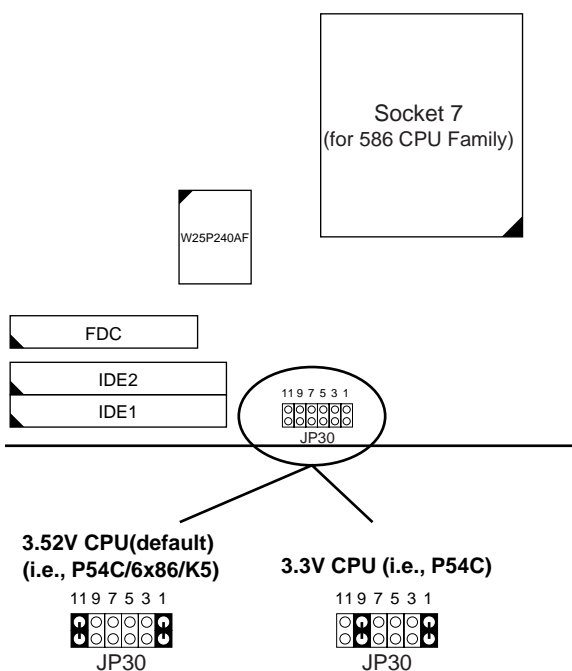 Socket 7
(for 586 CPU Family)
W25P240AF
FDC
IDE2
IDE1
11 9 7 5 3 1
JP30
3.52V CPU(default)
(i.e., P54C/6x86/K5)
11 9 7 5 3 1
JP30
3.3V CPU (i.e., P54C)
11 9 7 5 3 1
JP30